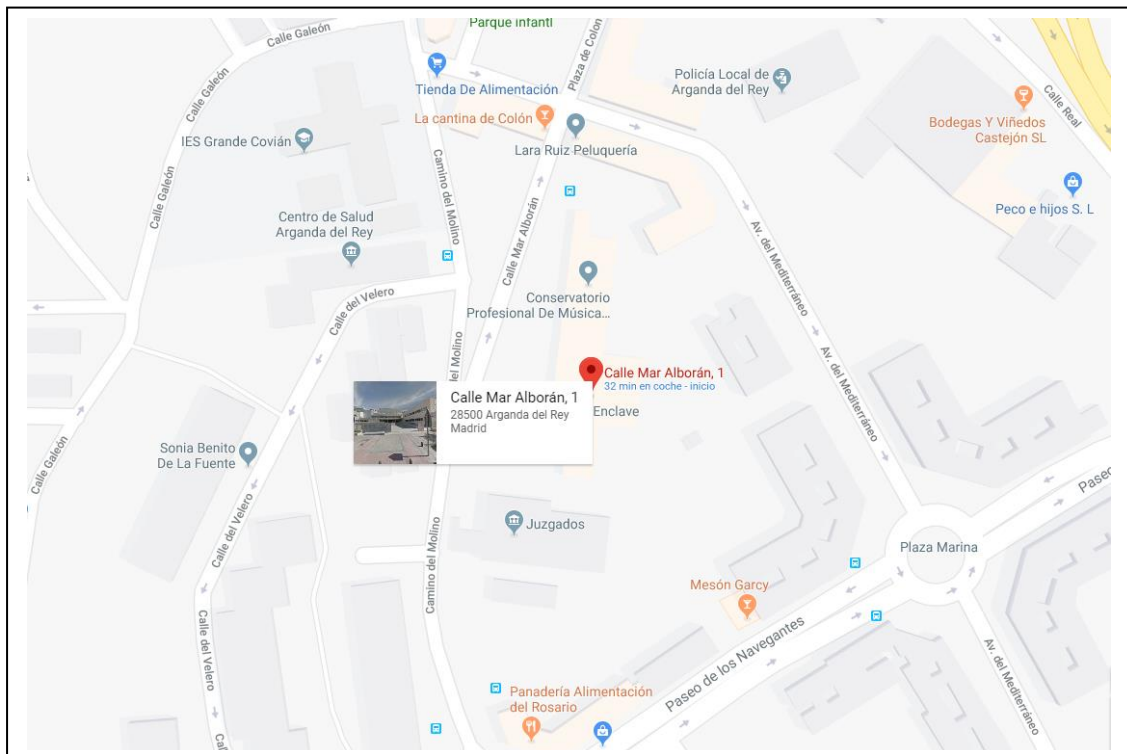 Parque infantil
Calle Galeón
Plaza de Colon
Tienda De Alimentación
Policía Local de
Arganda del Rey
Calle Real
La cantina de Colón
Bodegas Y Viñedos
Castejón SL
Calle Galeón
IES Grande Covián
Lara Ruiz Peluquería
Camino del Molino
Calle Galeón
Peco e hijos S. L
Centro de Salud
Arganda del Rey
Calle Mar Alborán
Av. del Mediterráneo
Calle del Velero
Conservatorio
Profesional De Música...
del Molino
Calle Mar Alborán, 1
32 min en coche - inicio
Av. del Mediterráneo
Calle Mar Alborán, 1
28500 Arganda del Rey
Madrid
Enclave
Calle Galeón
Sonia Benito
De La Fuente
Paseo
Calle del Velero
Juzgados
Camino del Molino
Plaza Marina
Mesón Garcy
Calle del Velero
Paseo de los Navegantes
Av. del Mediterráneo
Panadería Alimentación
del Rosario